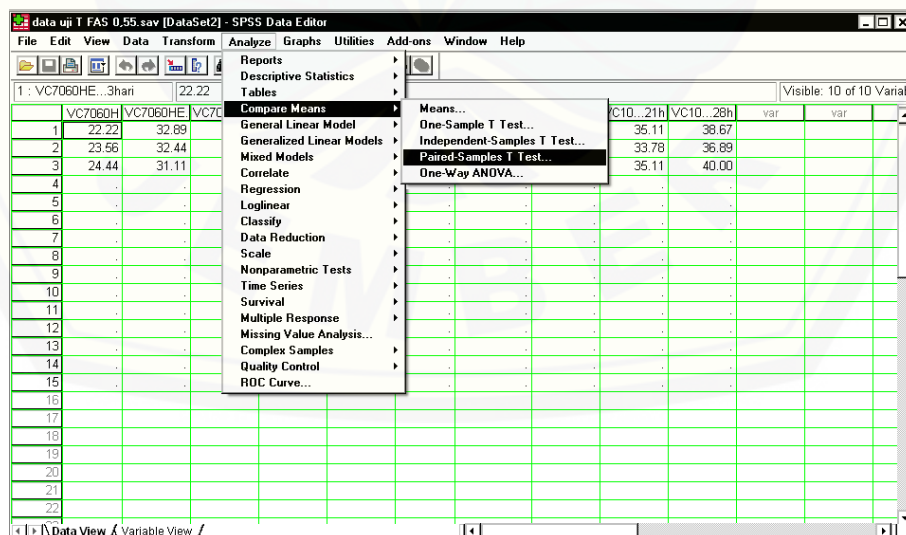 data uji T FAS 0,55.sav [DataSet2] - SPSS Data Editor
File Edit View Data Transform Analyze Graphs Utilities Add-ons Window Help
1 : VC7060HE...3hari 22.22 Visible: 10 of 10 Variab
VC7060H VC7060HE. VC70 VC10...21h VC10...28h var var
1 22.22 32.89 35.11 38.67
2 23.56 32.44 33.78 36.89
3 24.44 31.11 35.11 40.00
4
5
6
7
8
9
10
11
12
13
14
15
16
17
18
19
20
21
22
Reports
Descriptive Statistics
Tables
Compare Means
General Linear Model
Generalized Linear Models
Mixed Models
Correlate
Regression
Loglinear
Classify
Data Reduction
Scale
Nonparametric Tests
Time Series
Survival
Multiple Response
Missing Value Analysis...
Complex Samples
Quality Control
ROC Curve...
Means...
One-Sample T Test...
Independent-Samples T Test...
Paired-Samples T Test...
One-Way ANOVA...
Data View Variable View